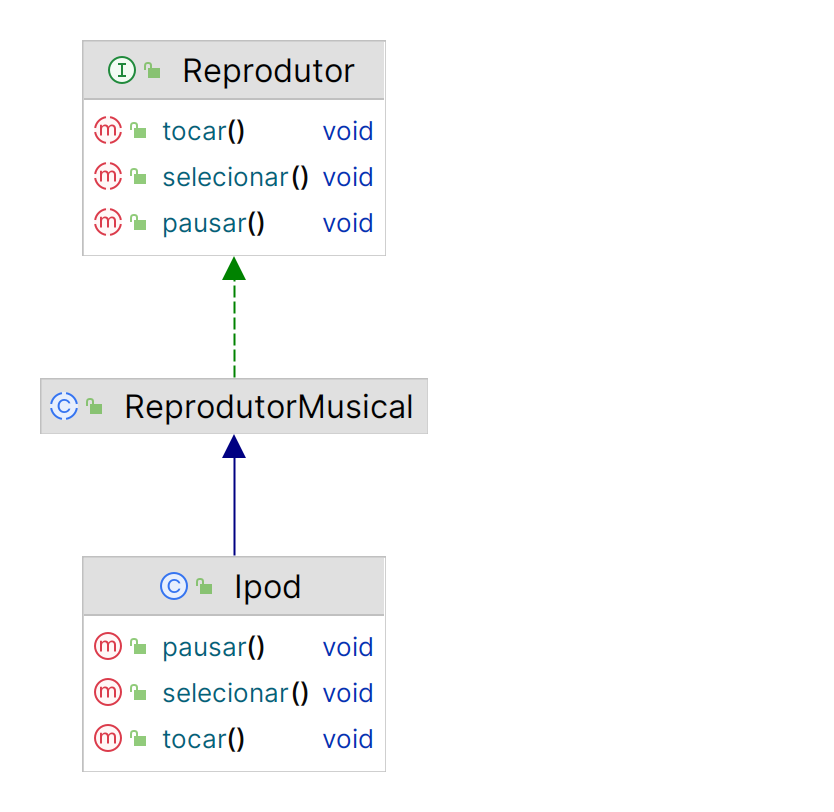 I Reprodutor
m tocar() void
m selecionar() void
m pausar() void
C ReprodutorMusical
C Ipod
m pausar() void
m selecionar() void
m tocar() void